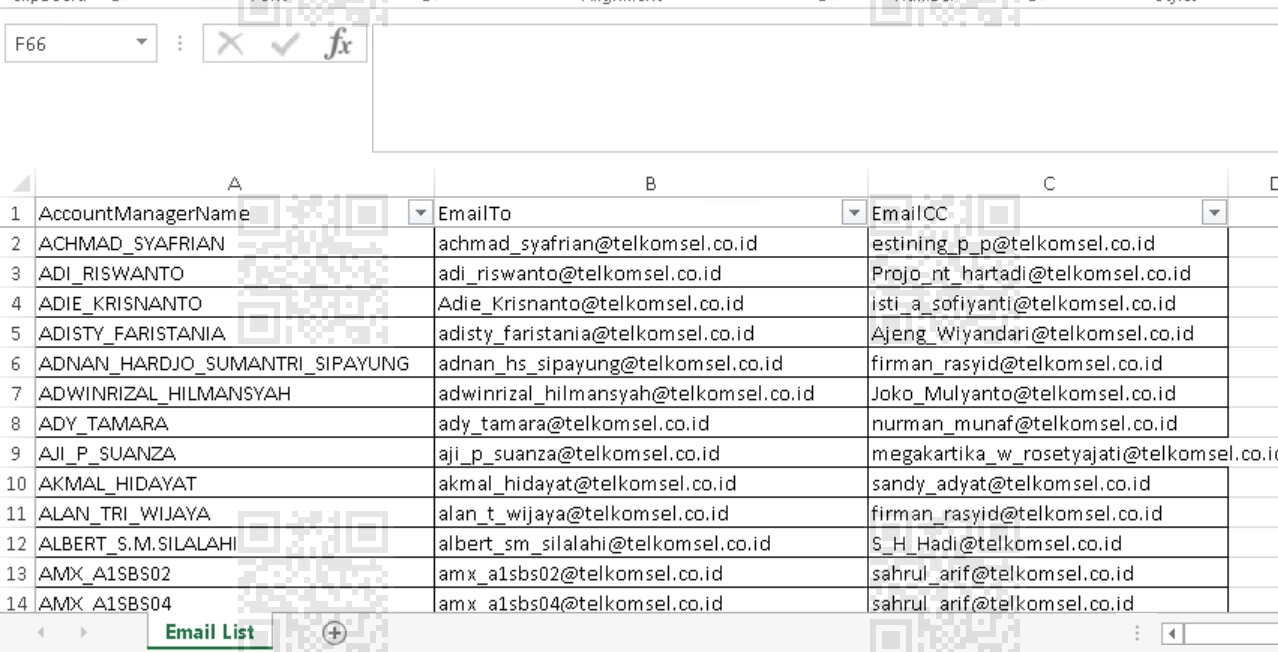 F66 fx
A B C
1 AccountManagerName EmailTo EmailCC
2 ACHMAD_SYAFRIAN achmad_syafrian@telkomsel.co.id estining_p_p@telkomsel.co.id
3 ADI_RISWANTO adi_riswanto@telkomsel.co.id Projo_nt_hartadi@telkomsel.co.id
4 ADIE_KRISNANTO Adie_Krisnanto@telkomsel.co.id isti_a_sofiyanti@telkomsel.co.id
5 ADISTY_FARISTANIA adisty_faristania@telkomsel.co.id Ajeng_Wiyandari@telkomsel.co.id
6 ADNAN_HARDJO_SUMANTRI_SIPAYUNG adnan_hs_sipayung@telkomsel.co.id firman_rasyid@telkomsel.co.id
7 ADWINRIZAL_HILMANSYAH adwinrizal_hilmansyah@telkomsel.co.id Joko_Mulyanto@telkomsel.co.id
8 ADY_TAMARA ady_tamara@telkomsel.co.id nurman_munaf@telkomsel.co.id
9 AJI_P_SUANZA aji_p_suanza@telkomsel.co.id megakartika_w_rosetyajati@telkomsel.co.id
10 AKMAL_HIDAYAT akmal_hidayat@telkomsel.co.id sandy_adyat@telkomsel.co.id
11 ALAN_TRI_WIJAYA alan_t_wijaya@telkomsel.co.id firman_rasyid@telkomsel.co.id
12 ALBERT_S.M.SILALAHI albert_sm_silalahi@telkomsel.co.id S_H_Hadi@telkomsel.co.id
13 AMX_A1SBS02 amx_a1sbs02@telkomsel.co.id sahrul_arif@telkomsel.co.id
14 AMX_A1SBS04 amx_a1sbs04@telkomsel.co.id sahrul_arif@telkomsel.co.id
Email List